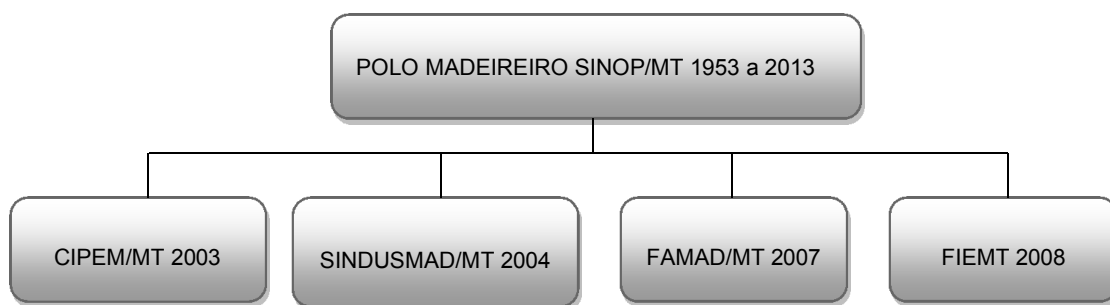 POLO MADEIREIRO SINOP/MT 1953 a 2013
CIPEM/MT 2003
SINDUSMAD/MT 2004
FAMAD/MT 2007
FIEMT 2008